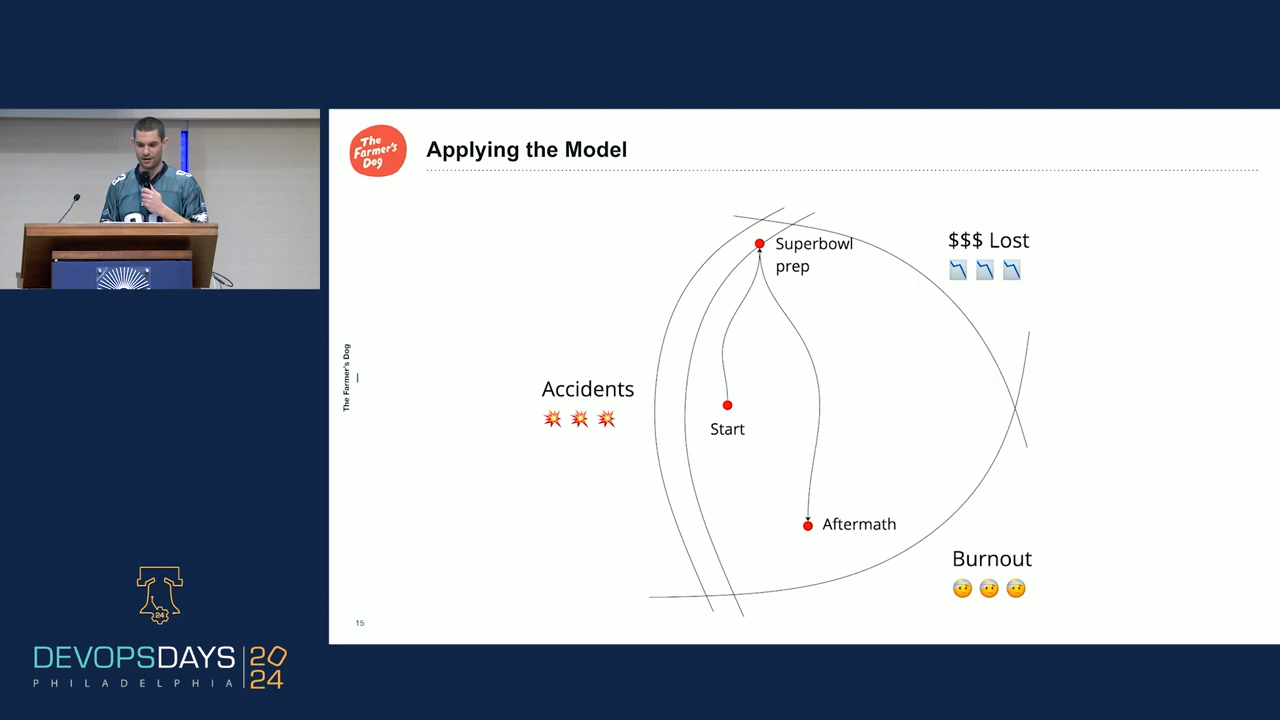 The
Farmer's
Dog
Applying the Model
Superbowl
prep
$$$ Lost
Accidents
Start
Aftermath
Burnout
The Farmer's Dog
15
24
DEVOPSDAYS
PHILADELPHIA
20
24